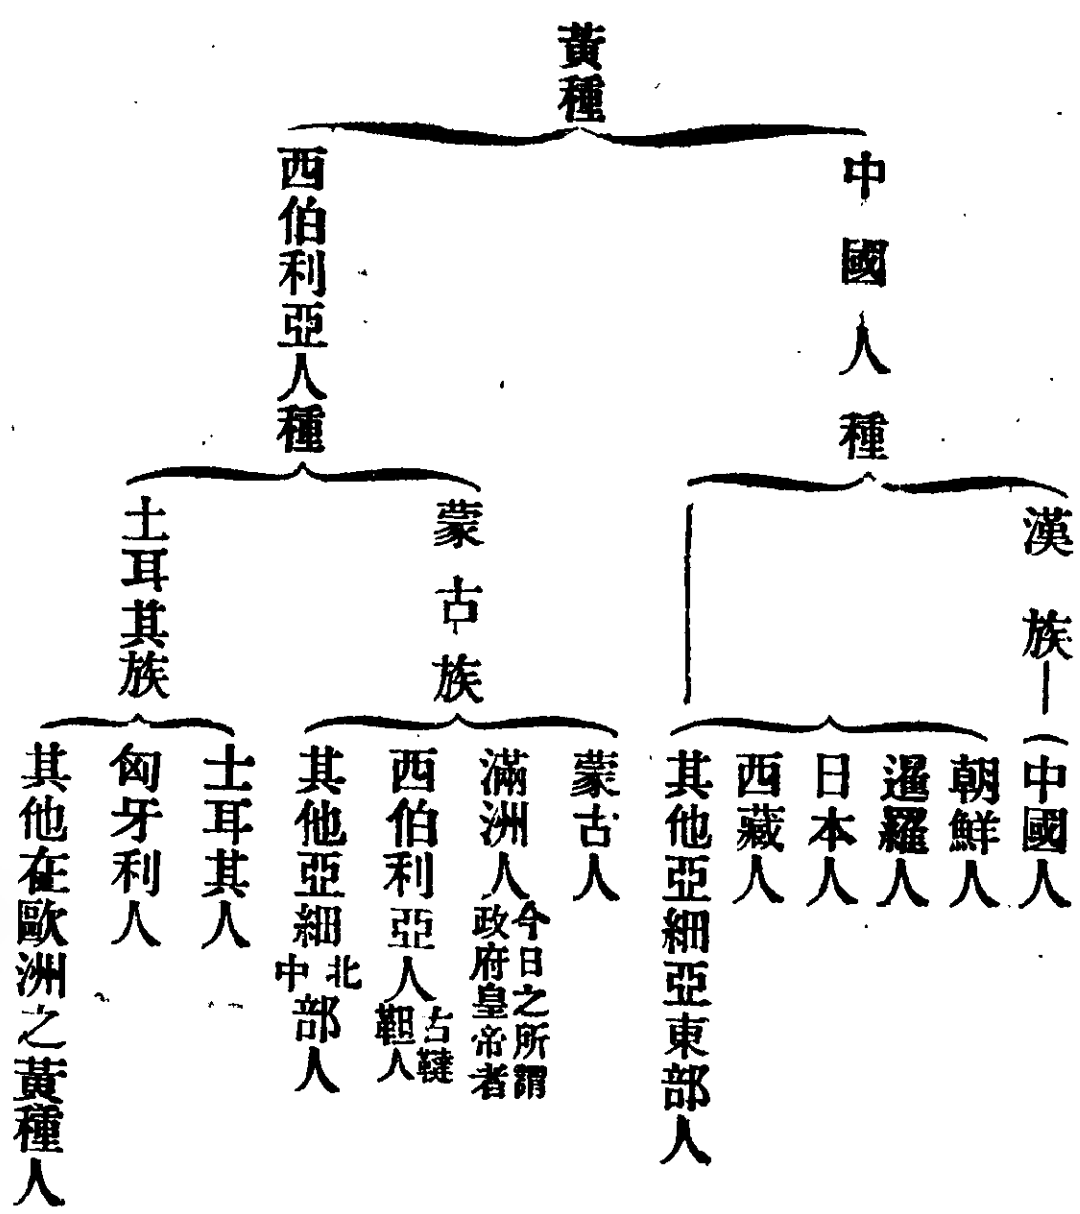 黃種
中國人種
漢族
中國人
朝鮮人
暹羅人
日本人
西藏人
其他亞細亞東部人
西伯利亞人種
蒙古族
蒙古人
滿洲人
今日之所謂
政府皇帝者
西伯利亞人
古韃
靼人
其他亞細
北
中
部人
土耳其族
土耳其人
匈牙利人
其他在歐洲之黃種人